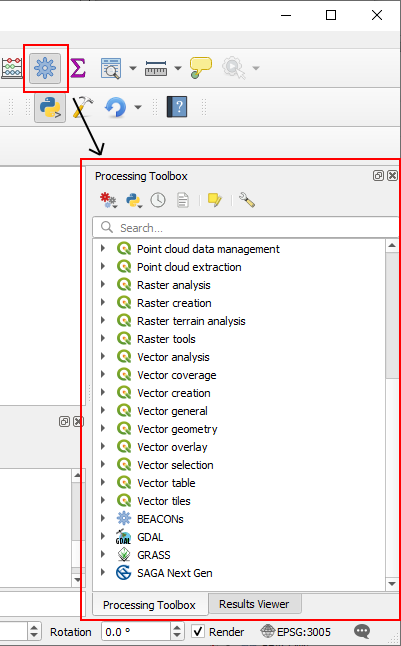 Σ
>
?
Processing Toolbox
Search...
Point cloud data management
Point cloud extraction
Raster analysis
Raster creation
Raster terrain analysis
Raster tools
Vector analysis
Vector coverage
Vector creation
Vector general
Vector geometry
Vector overlay
Vector selection
Vector table
Vector tiles
BEACONs
GDAL GDAL
GRASS
SAGA Next Gen
Processing Toolbox Results Viewer
Rotation 0.0 ° Render EPSG:3005